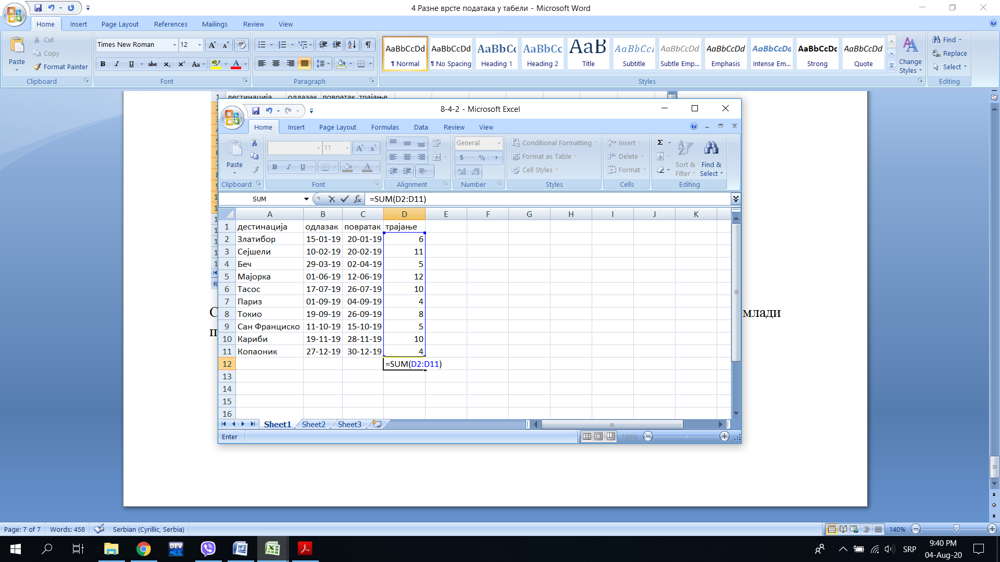 4 Разне врсте података у табели - Microsoft Word
Home Insert Page Layout References Mailings Review View
Paste
Cut
Copy
Format Painter
Clipboard
Times New Roman 12
Font
Paragraph
AaBbCcDd AaBbCcDd AaBbCc AaBbCc AaB AaBbCcI AaBbCcDd AaBbCcDd AaBbCcDc AaBbCcDc AaBbCcDd
¶ Normal ¶ No Spacing Heading 1 Heading 2 Title Subtitle Subtle Emp... Emphasis Intense Em... Strong Quote
Change Styles
Styles
Find
Replace
Select
Editing
1 дестинација одлазак повратак трајање
8-4-2 - Microsoft Excel
Home Insert Page Layout Formulas Data Review View
Paste
Clipboard
11
Font
Alignment
General
Number
Conditional Formatting
Format as Table
Cell Styles
Styles
Insert
Delete
Format
Cells
Sort & Filter
Find & Select
Editing
SUM =SUM(D2:D11)
A B C D E F G H I J K
1 дестинација одлазак повратак трајање
2 Златибор 15-01-19 20-01-19 6
3 Сејшели 10-02-19 20-02-19 11
4 Беч 29-03-19 02-04-19 5
5 Мајорка 01-06-19 12-06-19 12
6 Тасос 17-07-19 26-07-19 10
7 Париз 01-09-19 04-09-19 4
8 Токио 19-09-19 26-09-19 8
9 Сан Франциско 11-10-19 15-10-19 5
10 Кариби 19-11-19 28-11-19 10
11 Копаоник 27-12-19 30-12-19 4
12 =SUM(D2:D11)
13
14
15
16
Sheet1 Sheet2 Sheet3
Enter 100%
млади
Page: 7 of 7 Words: 458 Serbian (Cyrillic, Serbia) 140%
DEV
SRP
9:40 PM
04-Aug-20